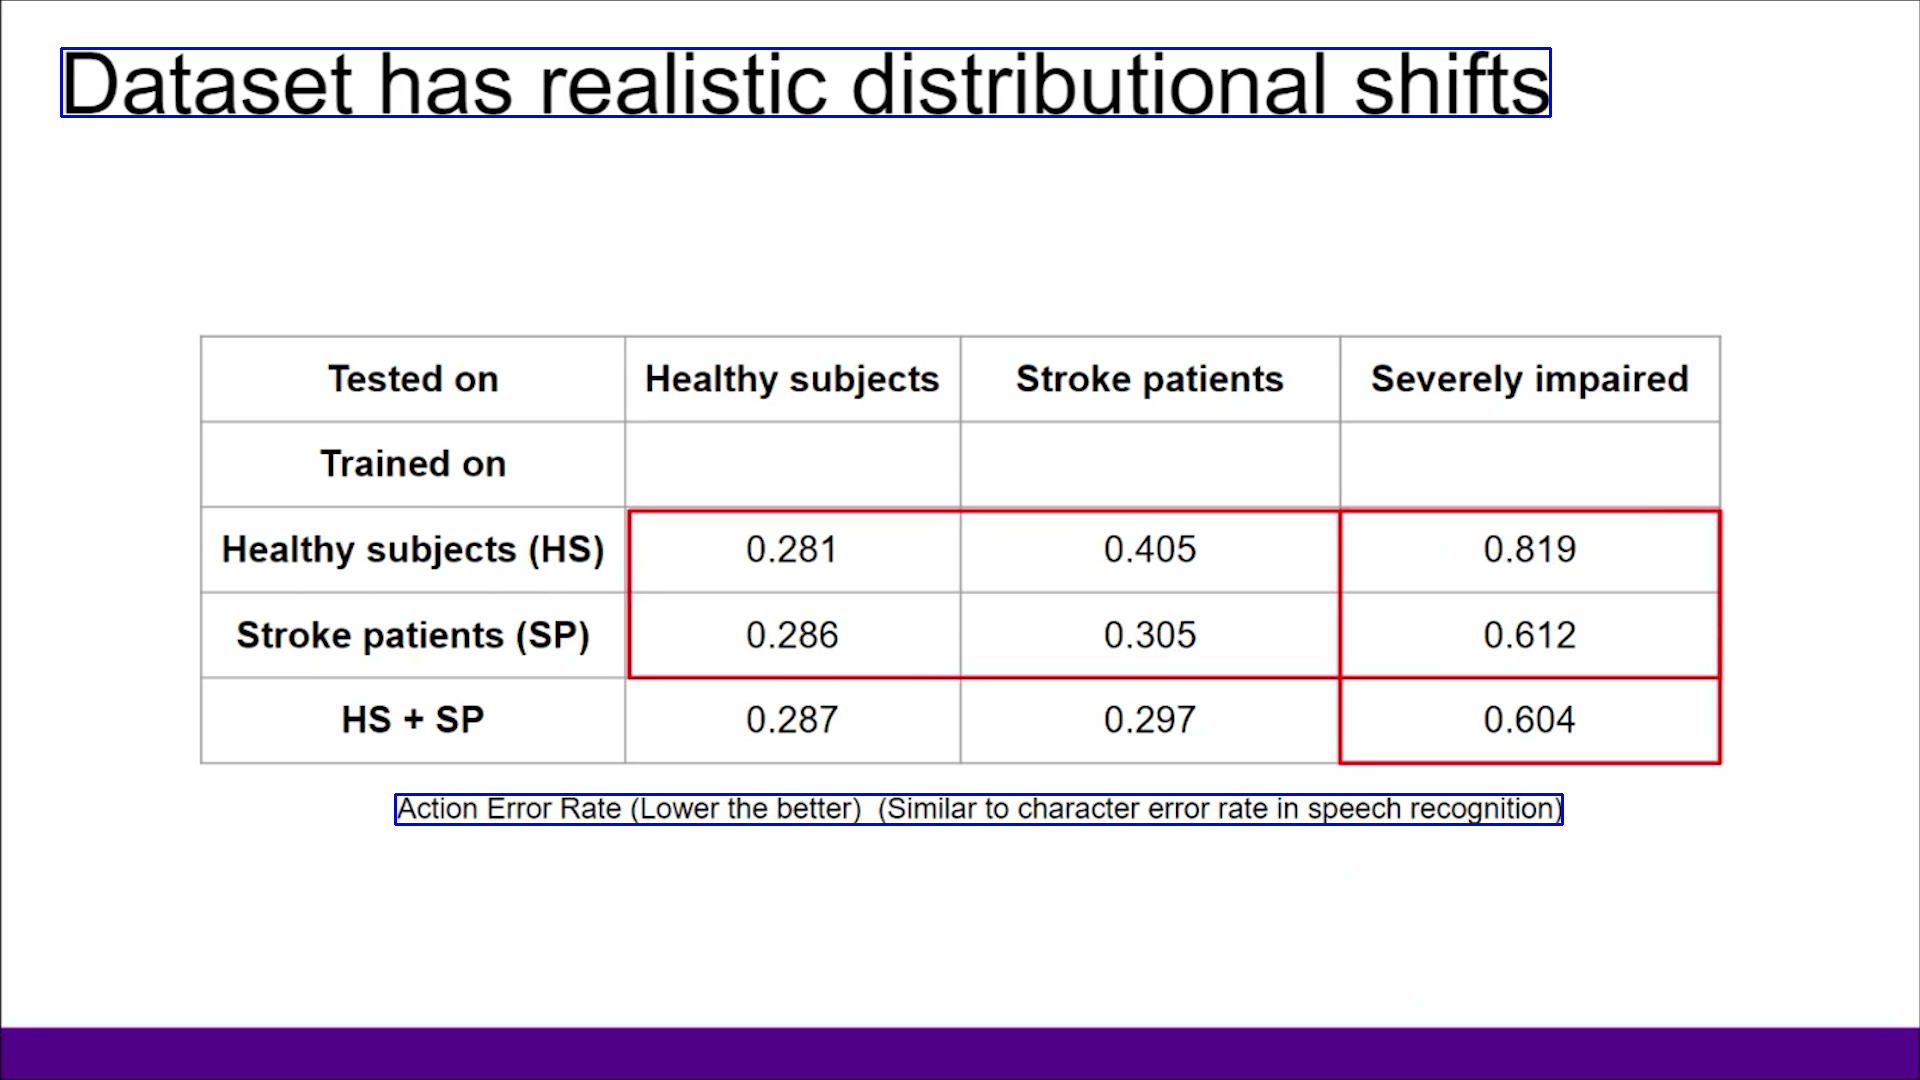 Dataset has realistic distributional shifts
Tested on Healthy subjects Stroke patients Severely impaired
Trained on
Healthy subjects (HS) 0.281 0.405 0.819
Stroke patients (SP) 0.286 0.305 0.612
HS + SP 0.287 0.297 0.604
Action Error Rate (Lower the better)  (Similar to character error rate in speech recognition)